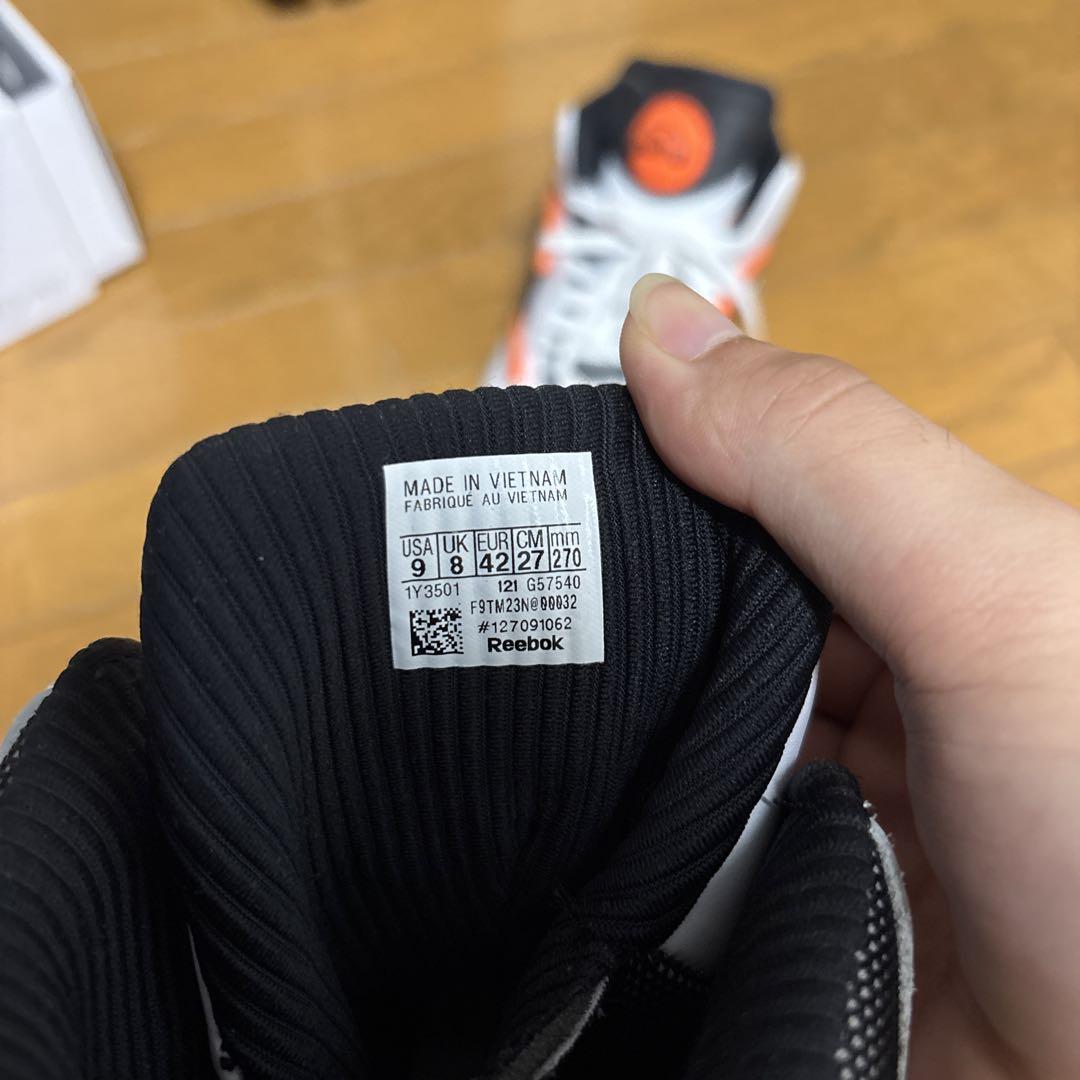 MADE IN VIETNAM
FABRIQUÉ AU VIETNAM
USA UK EUR CM mm
9 8 42 27 270
1Y3501 121 G57540
F9TM23N@00032
#127091062
Reebok